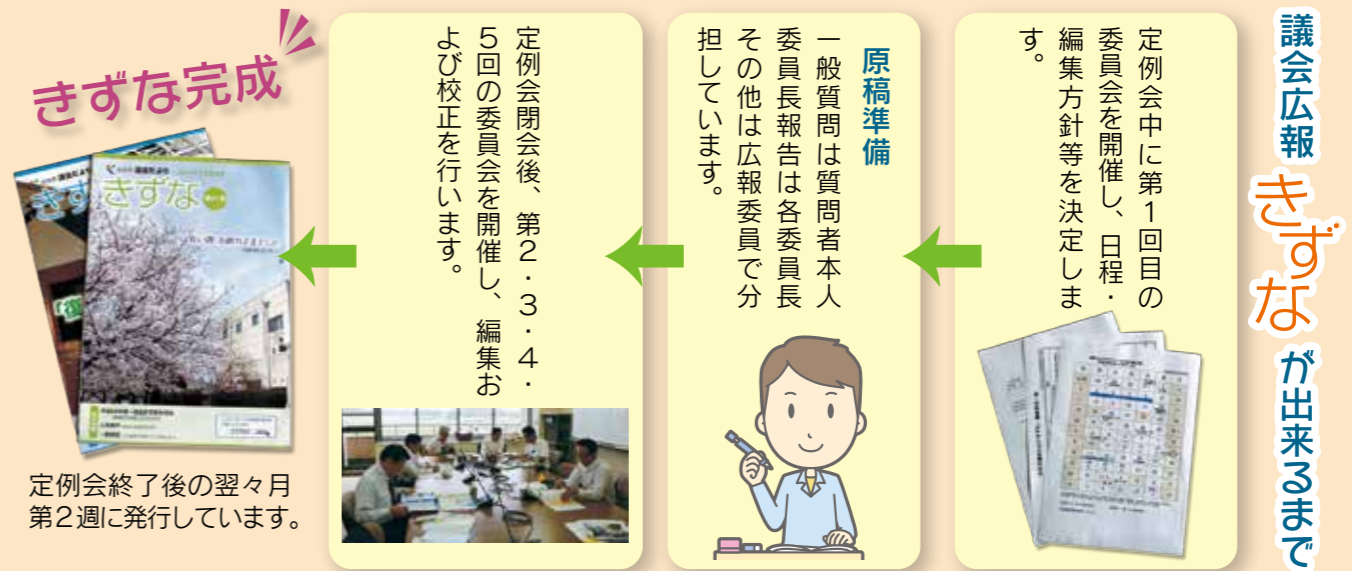 議会広報 きずな が出来るまで
定例会中に第1回目の
委員会を開催し、日程・
編集方針等を決定しま
す。
原稿準備
一般質問は質問者本人
委員長報告は各委員長
その他は広報委員で分
担しています。
定例会閉会後、第2・3・4・
5回の委員会を開催し、編集お
よび校正を行います。
きずな完成
きずな
定例会終了後の翌々月
第2週に発行しています。